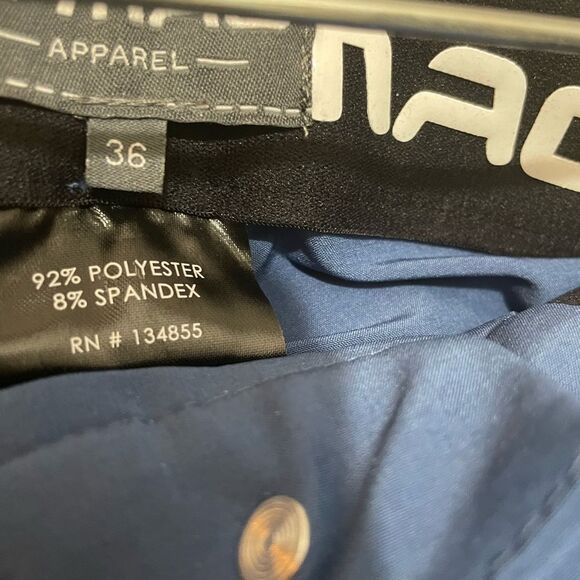 APPAREL
36
92% POLYESTER
8% SPANDEX
RN # 134855